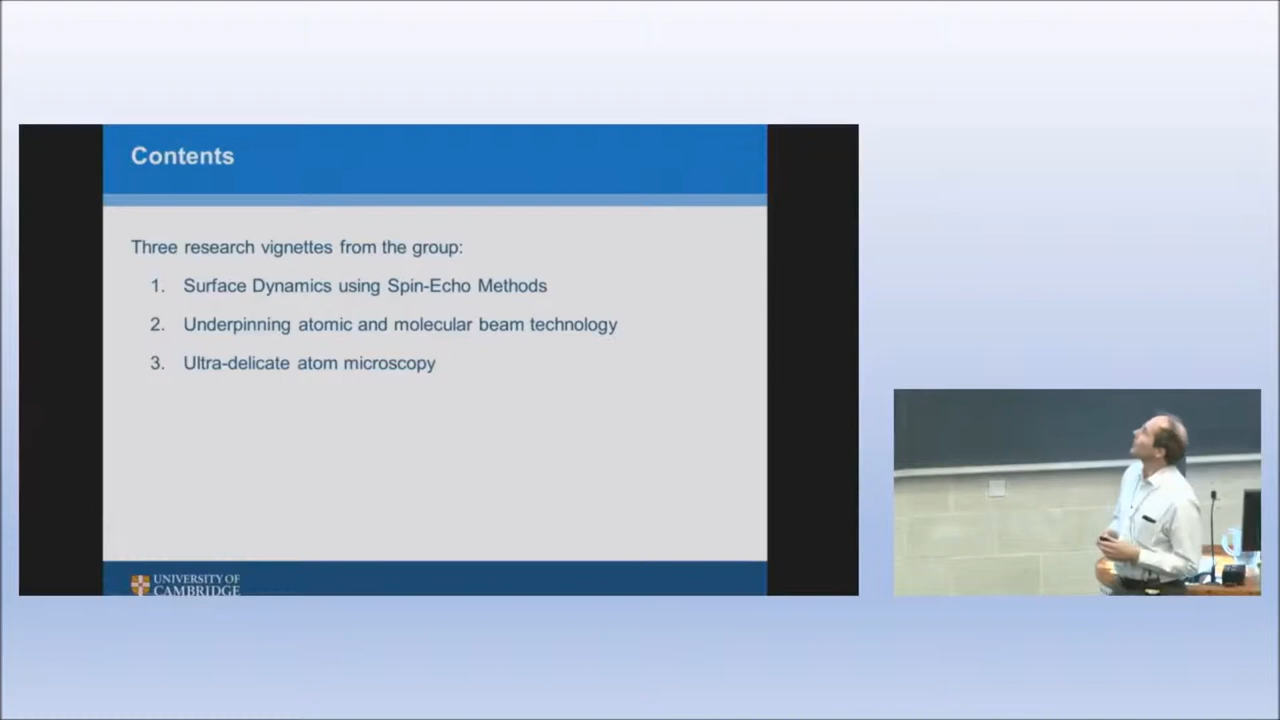 Contents
Three research vignettes from the group:
1. Surface Dynamics using Spin-Echo Methods
2. Underpinning atomic and molecular beam technology
3. Ultra-delicate atom microscopy
UNIVERSITY OF
CAMBRIDGE